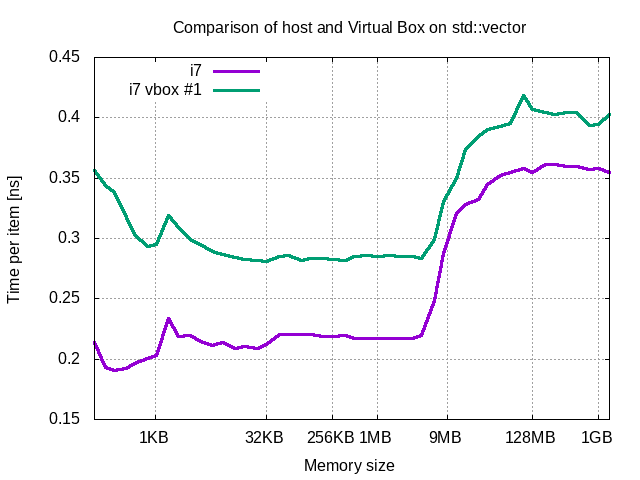 Comparison of host and Virtual Box on std::vector
i7
i7 vbox #1
Time per item [ns]
0.45
0.4
0.35
0.3
0.25
0.2
0.15
1KB 32KB 256KB 1MB 9MB 128MB 1GB
Memory size